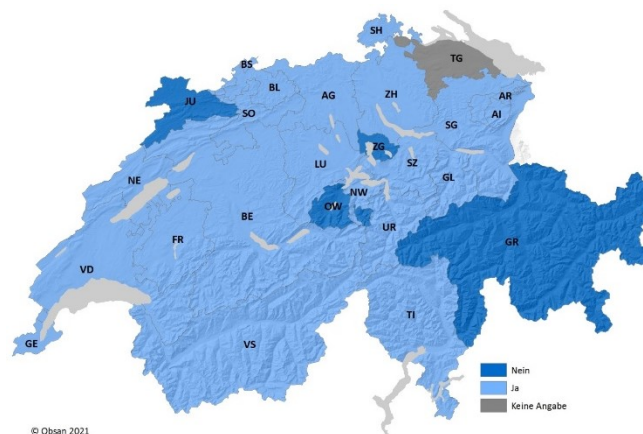 SH
BS
TG
BL
AG
ZH
AR
JU
SO
AI
SG
ZG
LU
SZ
NE
GL
NW
OW
BE
UR
FR
GR
VD
TI
GE
VS
Nein
Ja
Keine Angabe
© Obsan 2021